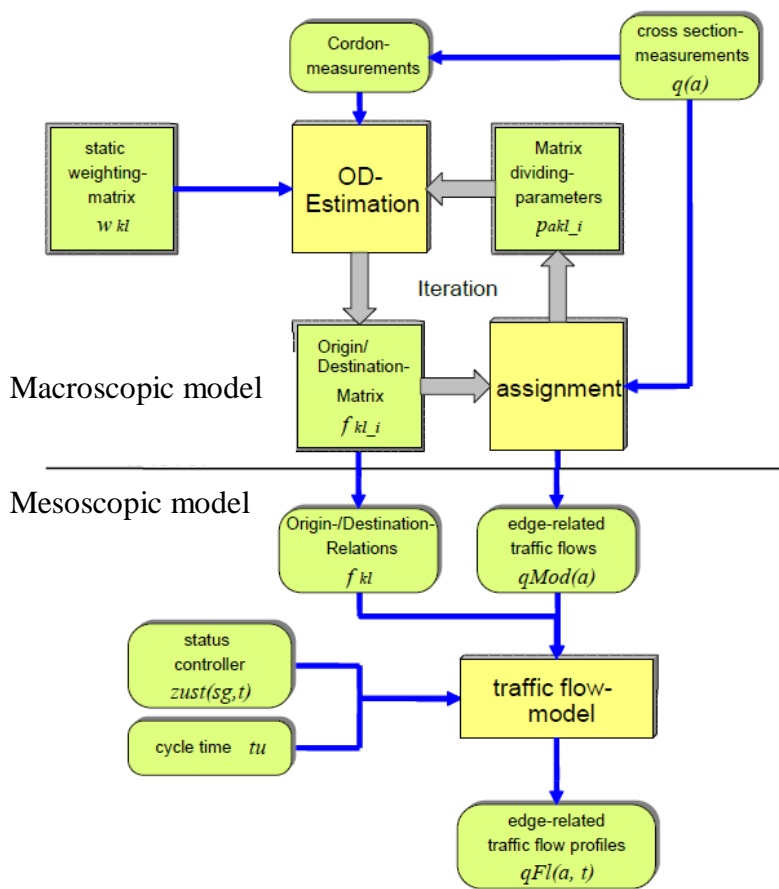 Cordon-
measurements
cross section-
measurements
q(a)
static
weighting-
matrix
w kl
OD-
Estimation
Matrix
dividing-
parameters
pakl_i
Iteration
Origin/
Destination-
Matrix
f kl_i
assignment
Macroscopic model
Mesoscopic model
Origin-/Destination-
Relations
f kl
edge-related
traffic flows
qMod(a)
status
controller
zust(sg,t)
cycle time tu
traffic flow-
model
edge-related
traffic flow profiles
qFl(a, t)